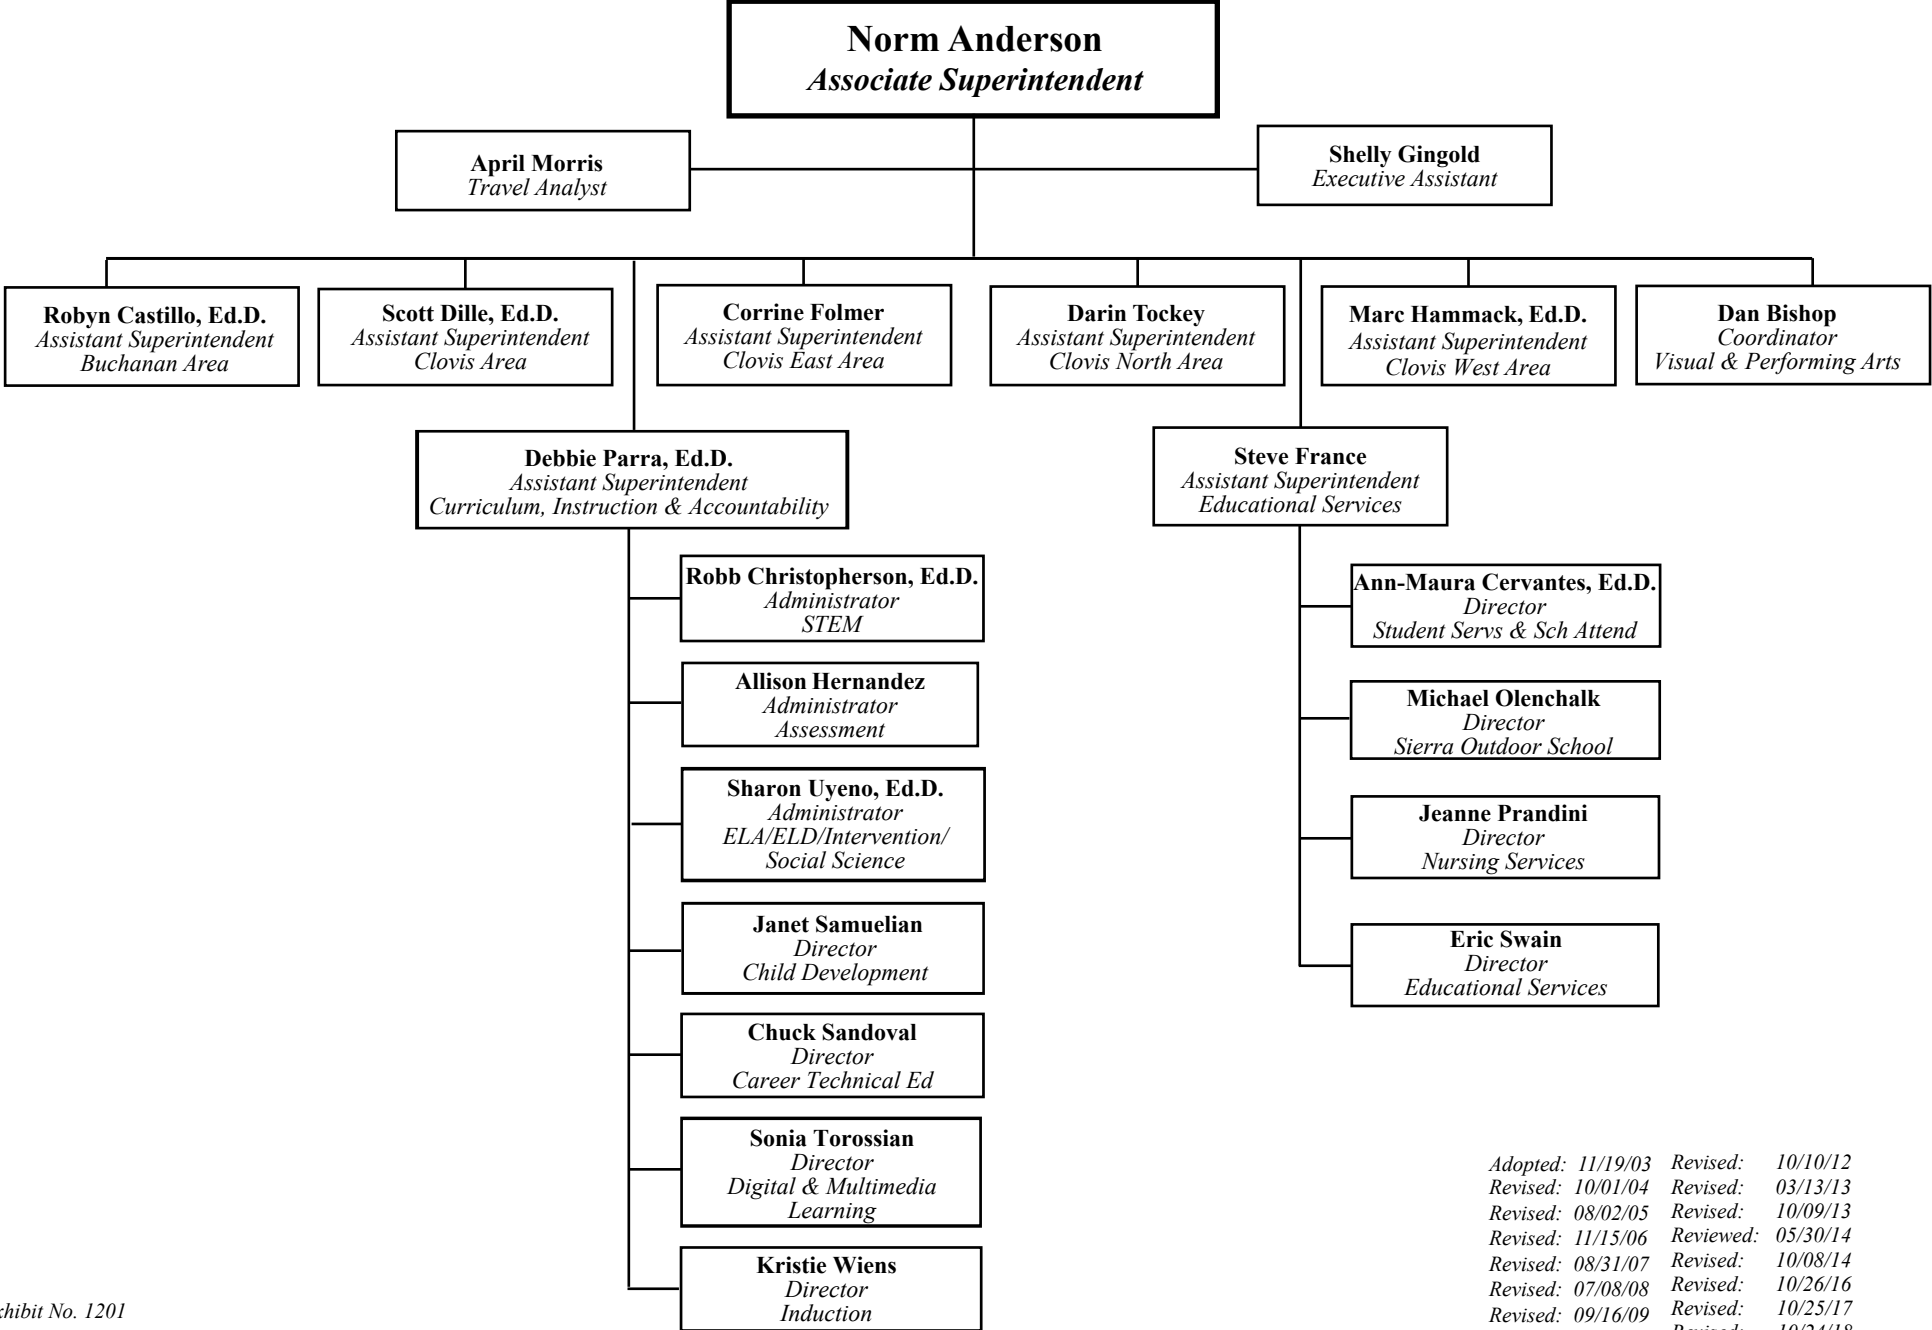 Norm Anderson
Associate Superintendent
April Morris
Travel Analyst
Shelly Gingold
Executive Assistant
Robyn Castillo, Ed.D.
Assistant Superintendent
Buchanan Area
Scott Dille, Ed.D.
Assistant Superintendent
Clovis Area
Corrine Folmer
Assistant Superintendent
Clovis East Area
Darin Tockey
Assistant Superintendent
Clovis North Area
Marc Hammack, Ed.D.
Assistant Superintendent
Clovis West Area
Dan Bishop
Coordinator
Visual & Performing Arts
Debbie Parra, Ed.D.
Assistant Superintendent
Curriculum, Instruction & Accountability
Robb Christopherson, Ed.D.
Administrator
STEM
Allison Hernandez
Administrator
Assessment
Sharon Uyeno, Ed.D.
Administrator
ELA/ELD/Intervention/
Social Science
Janet Samuelian
Director
Child Development
Chuck Sandoval
Director
Career Technical Ed
Sonia Torossian
Director
Digital & Multimedia
Learning
Kristie Wiens
Director
Induction
Steve France
Assistant Superintendent
Educational Services
Ann-Maura Cervantes, Ed.D.
Director
Student Servs & Sch Attend
Michael Olenchalk
Director
Sierra Outdoor School
Jeanne Prandini
Director
Nursing Services
Eric Swain
Director
Educational Services
Adopted: 11/19/03
Revised: 10/01/04
Revised: 08/02/05
Revised: 11/15/06
Revised: 08/31/07
Revised: 07/08/08
Revised: 09/16/09
Revised: 10/10/12
Revised: 03/13/13
Revised: 10/09/13
Reviewed: 05/30/14
Revised: 10/08/14
Revised: 10/26/16
Revised: 10/25/17
Revised: 10/24/18
xhibit No. 1201